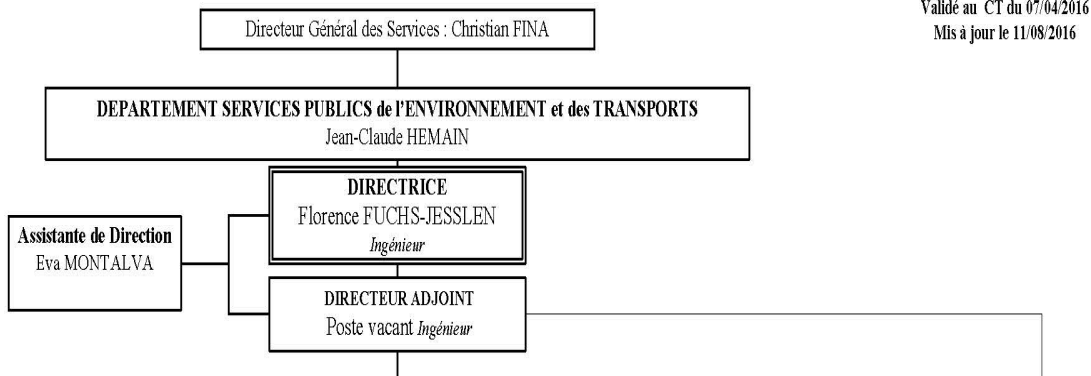 Validé au CT du 07/04/2016
Mis à jour le 11/08/2016
Directeur Général des Services : Christian FINA
DEPARTEMENT SERVICES PUBLICS de l'ENVIRONNEMENT et des TRANSPORTS
Jean-Claude HEMAIN
DIRECTRICE
Florence FUCHS-JESSLEN
Ingénieur
Assistante de Direction
Eva MONTALVA
DIRECTEUR ADJOINT
Poste vacant Ingénieur